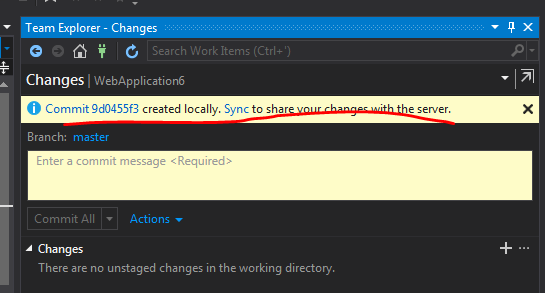 Team Explorer - Changes
Search Work Items (Ctrl+')
Changes | WebApplication6
Commit 9d0455f3 created locally. Sync to share your changes with the server.
Branch: master
Enter a commit message <Required>
Commit All Actions
Changes
There are no unstaged changes in the working directory.